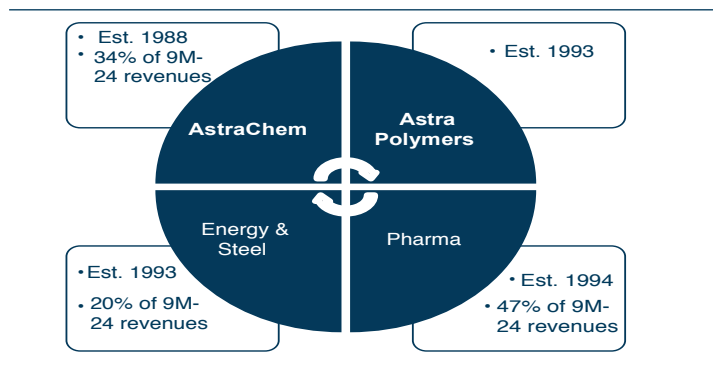 • Est. 1988
• 34% of 9M-
24 revenues
• Est. 1993
AstraChem
Astra
Polymers
Energy &
Steel
Pharma
•Est. 1993
• 20% of 9M-
24 revenues
• Est. 1994
• 47% of 9M-
24 revenues